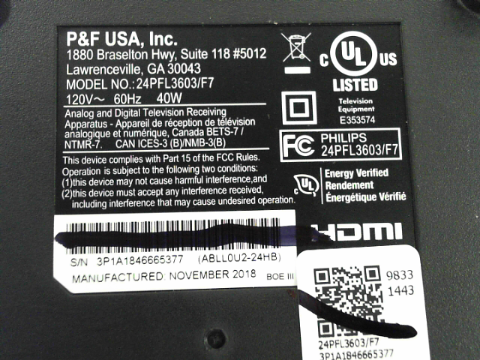 P&F USA, Inc.
1880 Braselton Hwy, Suite 118 #5012
Lawrenceville, GA 30043
MODEL NO.: 24PFL3603/F7
120V~ 60Hz 40W
Analog and Digital Television Receiving
Apparatus - Appareil de réception de télévision
analogique et numérique, Canada BETS-7 /
NTMR-7. CAN ICES-3 (B)/NMB-3(B)
This device complies with Part 15 of the FCC Rules.
Operation is subject to the following two conditions:
(1)this device may not cause harmful interference,and
(2)this device must accept any interference received,
including interference that may cause undesired operation.
S/N 3P1A1846665377 (ABLL0U2-24HB)
MANUFACTURED: NOVEMBER 2018 BOE III
C UL US
LISTED
Television
Equipment
E353574
FC PHILIPS
24PFL3603/F7
UL
Energy Verified
Rendement
Énergétique Vérifié
HDMI
9833
1443
24PFL3603/F7
3P1A1846665377